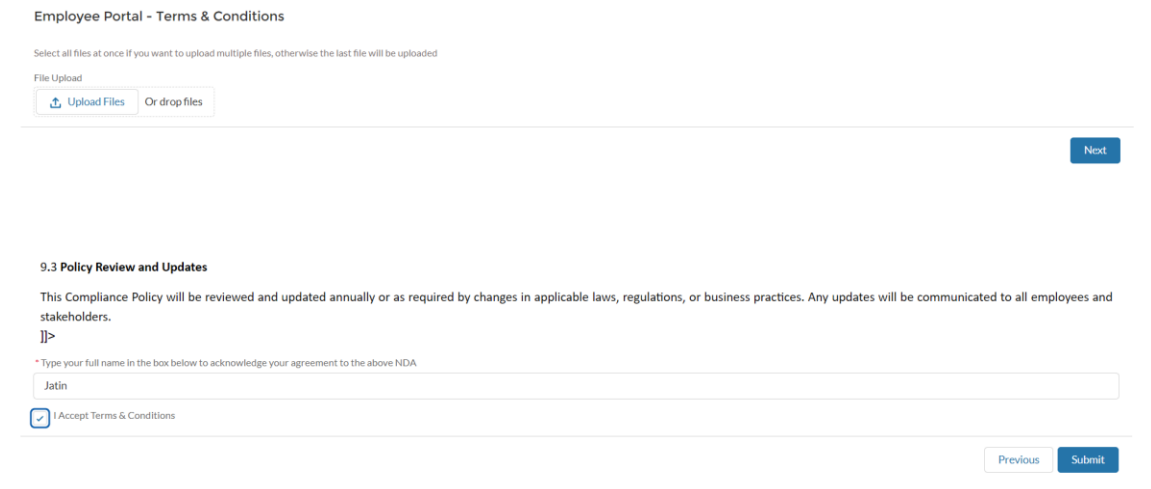 Employee Portal - Terms & Conditions
Select all files at once if you want to upload multiple files, otherwise the last file will be uploaded
File Upload
Upload Files Or drop files
Next
9.3 Policy Review and Updates
This Compliance Policy will be reviewed and updated annually or as required by changes in applicable laws, regulations, or business practices. Any updates will be communicated to all employees and
stakeholders.
]]>
* Type your full name in the box below to acknowledge your agreement to the above NDA
Jatin
I Accept Terms & Conditions
Previous Submit